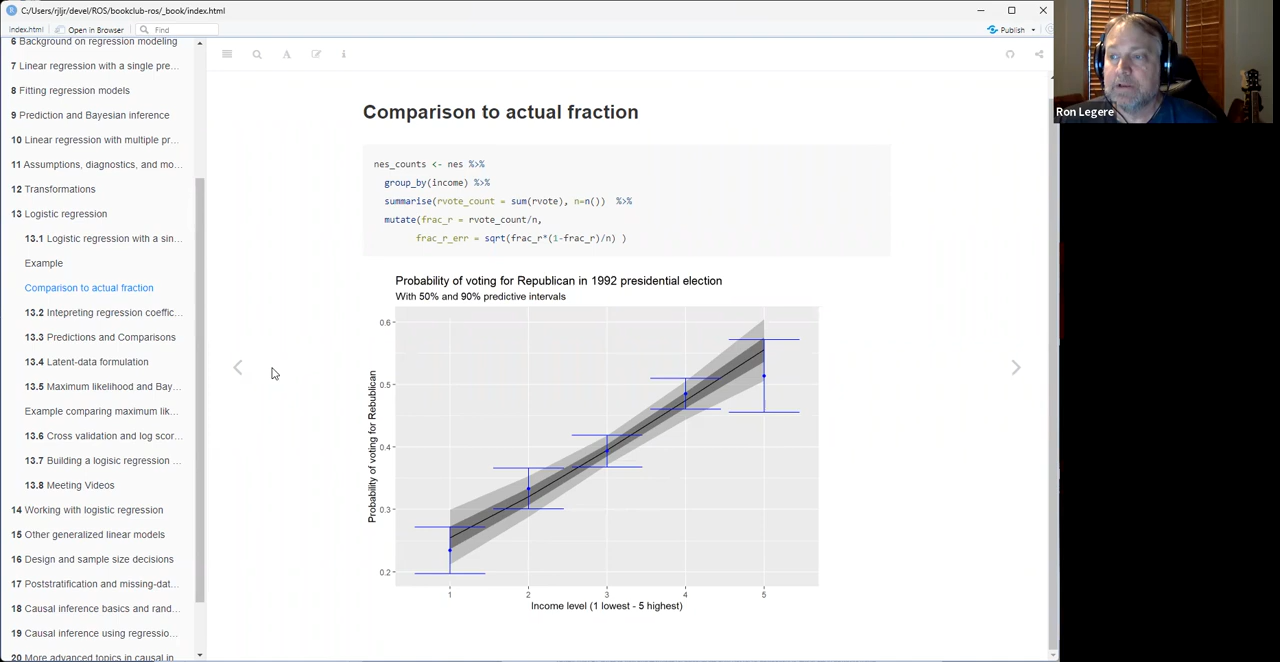 C:/Users/rjljr/devel/ROS/bookclub-ros/_book/index.html
index.html
Open in Browser
Find
Publish
6 Background on regression modeling
7 Linear regression with a single pre...
8 Fitting regression models
9 Prediction and Bayesian inference
10 Linear regression with multiple pr...
11 Assumptions, diagnostics, and mo...
12 Transformations
13 Logistic regression
13.1 Logistic regression with a sin...
Example
Comparison to actual fraction
13.2 Intepreting regression coeffic...
13.3 Predictions and Comparisons
13.4 Latent-data formulation
13.5 Maximum likelihood and Bay...
Example comparing maximum lik...
13.6 Cross validation and log scor...
13.7 Building a logisic regression ...
13.8 Meeting Videos
14 Working with logistic regression
15 Other generalized linear models
16 Design and sample size decisions
17 Poststratification and missing-dat...
18 Causal inference basics and rand...
19 Causal inference using regressio...
20 More advanced topics in causal in
Comparison to actual fraction
nes_counts <- nes %>%
group_by(income) %>%
summarise(rvote_count = sum(rvote), n=n()) %>%
mutate(frac_r = rvote_count/n,
frac_r_err = sqrt(frac_r*(1-frac_r)/n) )
Probability of voting for Republican in 1992 presidential election
With 50% and 90% predictive intervals
Probability of voting for Rebublican
0.6
0.5
0.4
0.3
0.2
1 2 3 4 5
Income level (1 lowest - 5 highest)
Ron Legere